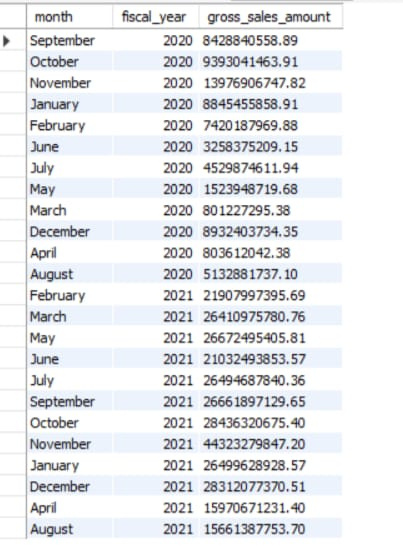 month fiscal_year gross_sales_amount
September 2020 8428840558.89
October 2020 9393041463.91
November 2020 13976906747.82
January 2020 8845455858.91
February 2020 7420187969.88
June 2020 3258375209.15
July 2020 4529874611.94
May 2020 1523948719.68
March 2020 801227295.38
December 2020 8932403734.35
April 2020 803612042.38
August 2020 5132881737.10
February 2021 21907997395.69
March 2021 26410975780.76
May 2021 26672495405.81
June 2021 21032493853.57
July 2021 26494687840.36
September 2021 26661897129.65
October 2021 28436320675.40
November 2021 44323279847.20
January 2021 26499628928.57
December 2021 28312077370.51
April 2021 15970671231.40
August 2021 15661387753.70